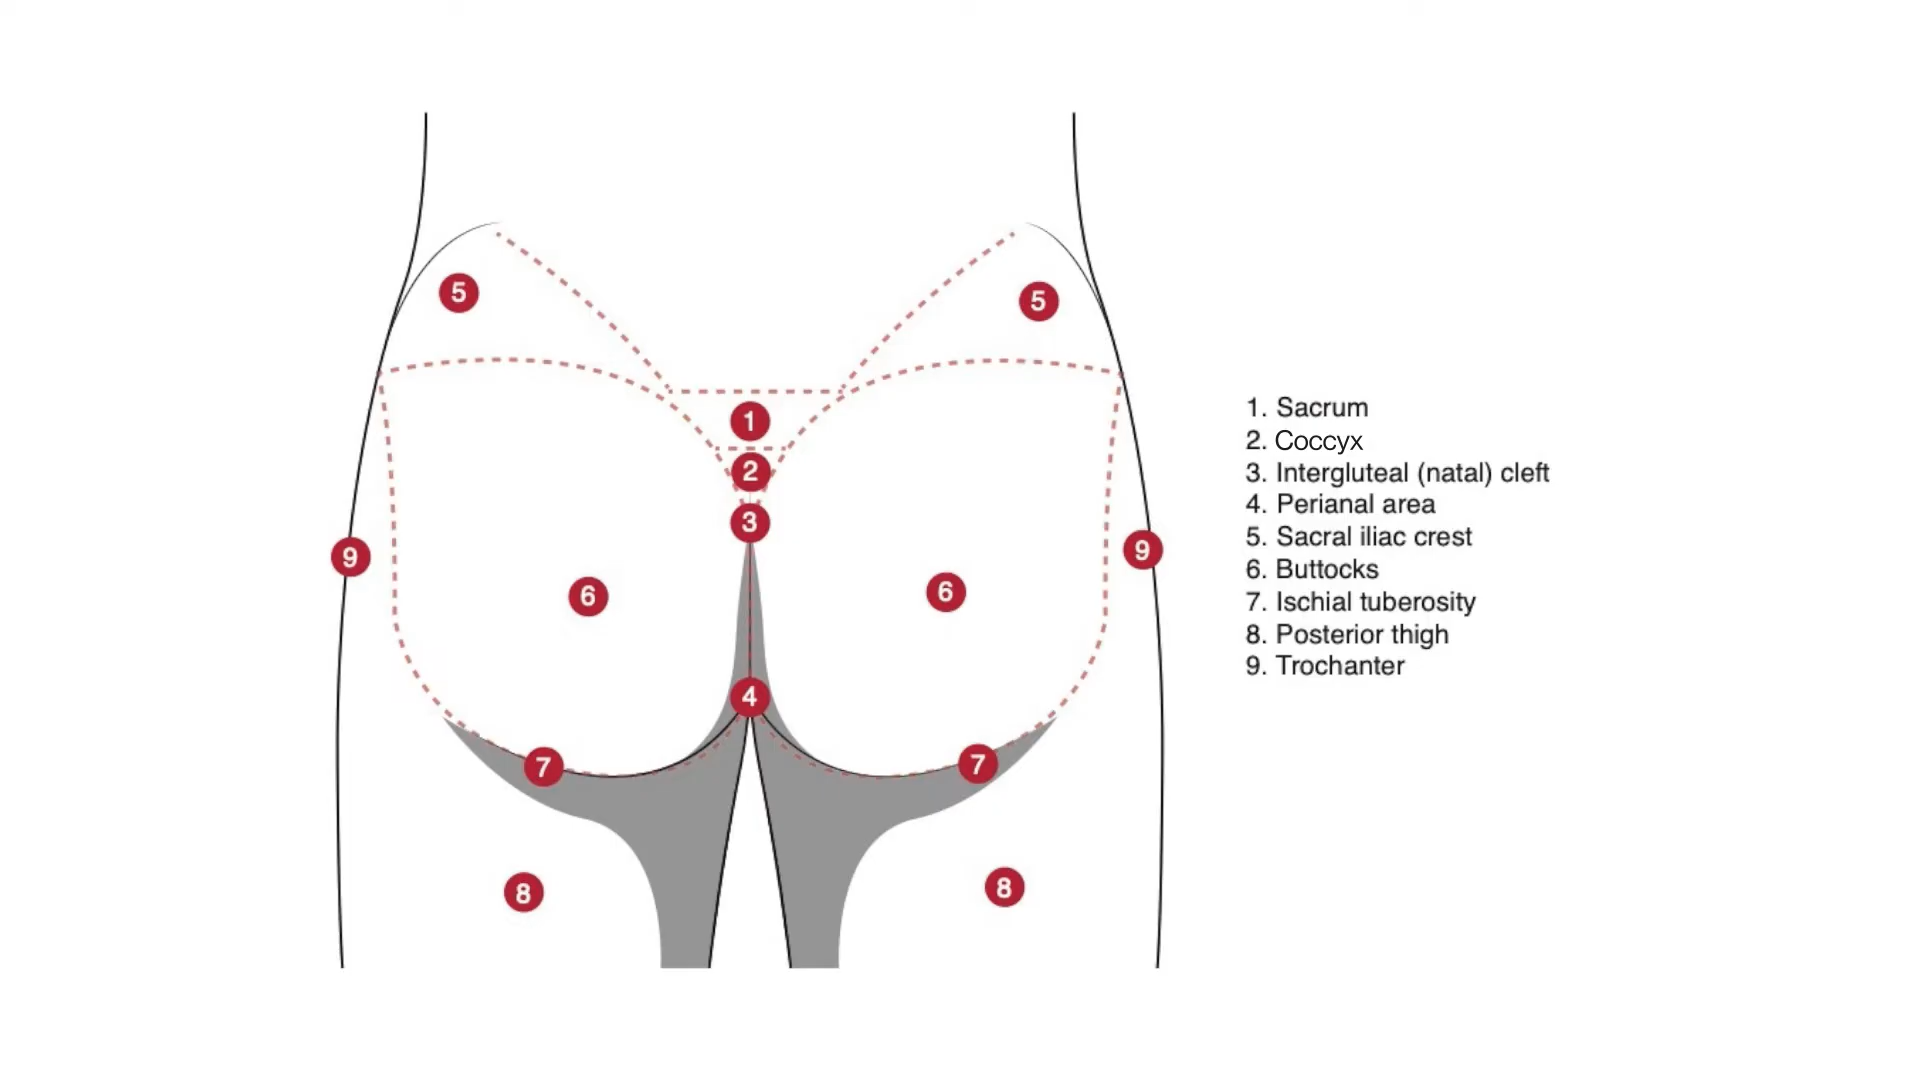 5
5
1
2
3
9
9
6
6
4
7
7
8
8
1. Sacrum
2. Coccyx
3. Intergluteal (natal) cleft
4. Perianal area
5. Sacral iliac crest
6. Buttocks
7. Ischial tuberosity
8. Posterior thigh
9. Trochanter